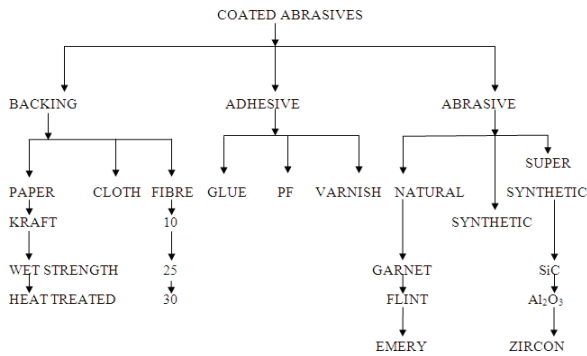 COATED ABRASIVES
BACKING ADHESIVE ABRASIVE
SUPER
PAPER CLOTH FIBRE GLUE PF VARNISH NATURAL SYNTHETIC
KRAFT 10 SYNTHETIC
WET STRENGTH 25 GARNET SiC
HEAT TREATED 30 FLINT Al₂O₃
EMERY ZIRCON